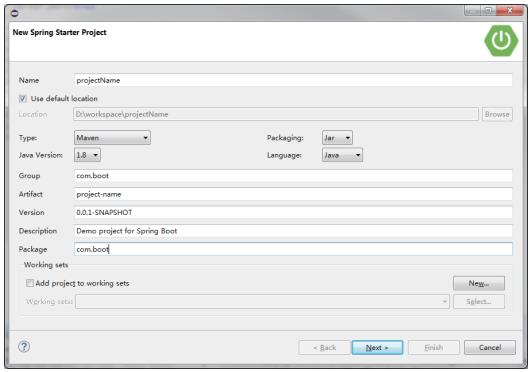 New Spring Starter Project
Name projectName
Use default location
Location D:\workspace\projectName Browse
Type: Maven Packaging: Jar
Java Version: 1.8 Language: Java
Group com.boot
Artifact project-name
Version 0.0.1-SNAPSHOT
Description Demo project for Spring Boot
Package com.boot
Working sets
Add project to working sets New...
Working sets: Select...
< Back Next > Finish Cancel